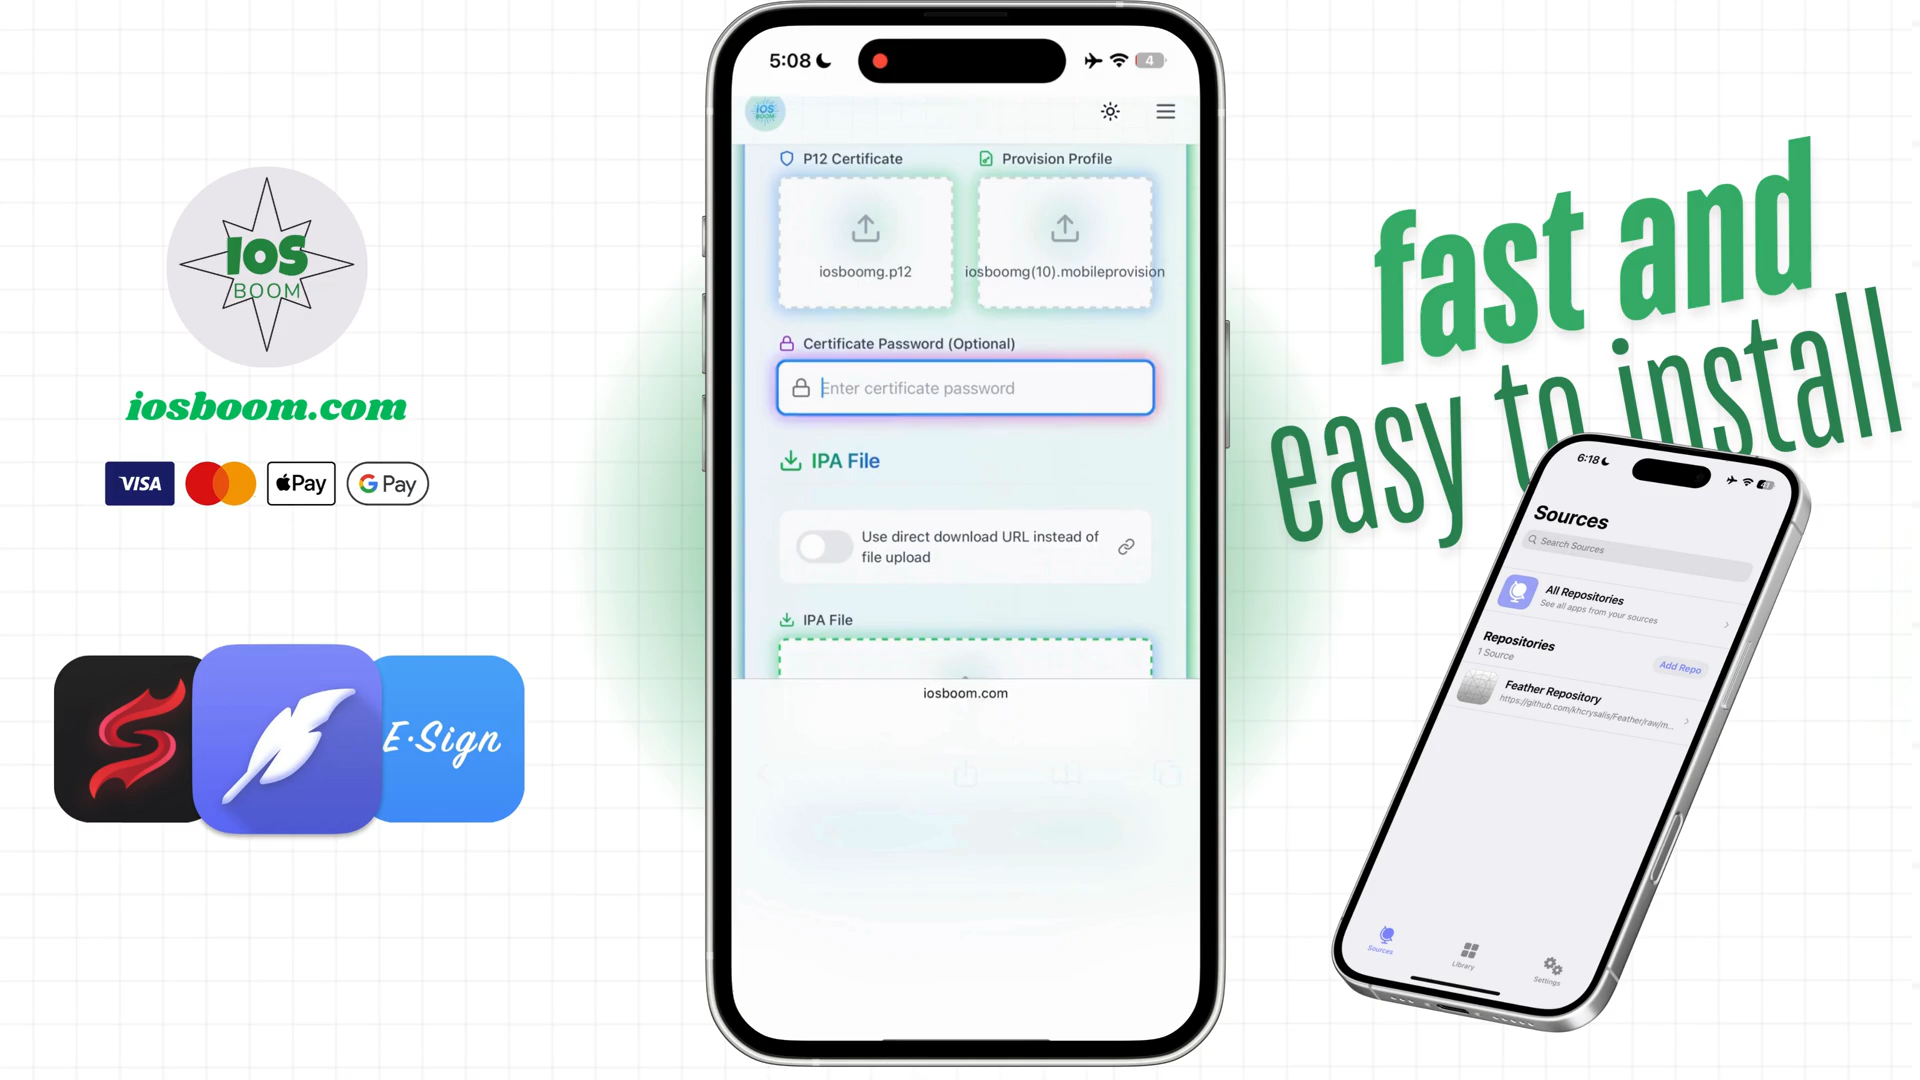 IOS
BOOM
iosboom.com
VISA
Pay
G Pay
E·Sign
5:08
4
iOS
BOOM
P12 Certificate
Provision Profile
iosboomg.p12
iosboomg(10).mobileprovision
Certificate Password (Optional)
Enter certificate password
IPA File
Use direct download URL instead of
file upload
IPA File
iosboom.com
fast and
easy to install
6:18
Sources
Search Sources
All Repositories
See all apps from your sources
Repositories
1 Source
Add Repo
Feather Repository
https://github.com/khcrysalis/Feather/raw/m...
Sources
Library
Settings